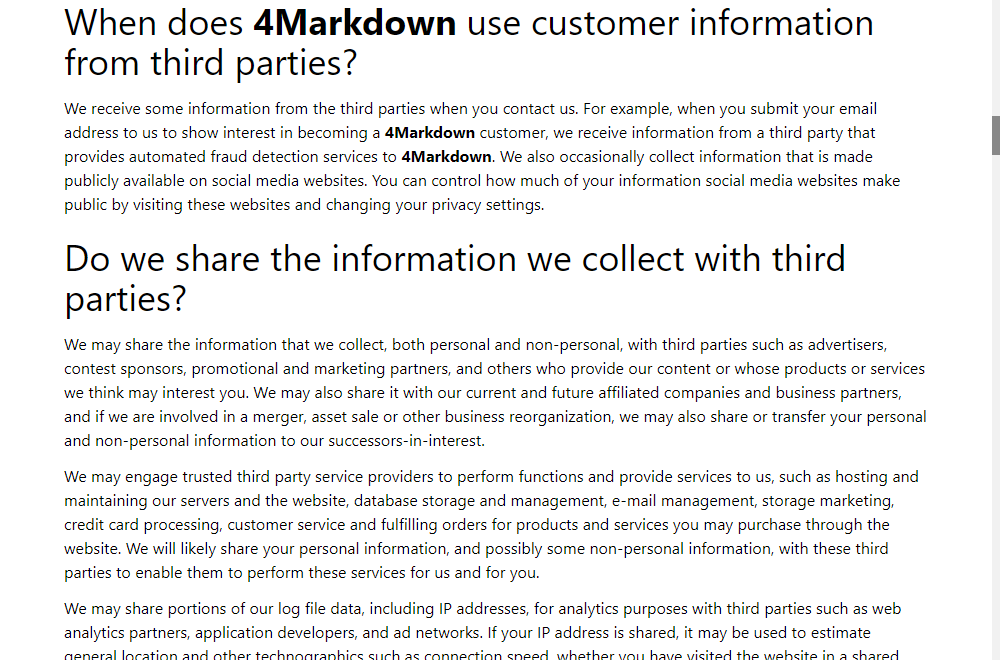 When does 4Markdown use customer information
from third parties?
We receive some information from the third parties when you contact us. For example, when you submit your email
address to us to show interest in becoming a 4Markdown customer, we receive information from a third party that
provides automated fraud detection services to 4Markdown. We also occasionally collect information that is made
publicly available on social media websites. You can control how much of your information social media websites make
public by visiting these websites and changing your privacy settings.
Do we share the information we collect with third
parties?
We may share the information that we collect, both personal and non-personal, with third parties such as advertisers,
contest sponsors, promotional and marketing partners, and others who provide our content or whose products or services
we think may interest you. We may also share it with our current and future affiliated companies and business partners,
and if we are involved in a merger, asset sale or other business reorganization, we may also share or transfer your personal
and non-personal information to our successors-in-interest.
We may engage trusted third party service providers to perform functions and provide services to us, such as hosting and
maintaining our servers and the website, database storage and management, e-mail management, storage marketing,
credit card processing, customer service and fulfilling orders for products and services you may purchase through the
website. We will likely share your personal information, and possibly some non-personal information, with these third
parties to enable them to perform these services for us and for you.
We may share portions of our log file data, including IP addresses, for analytics purposes with third parties such as web
analytics partners, application developers, and ad networks. If your IP address is shared, it may be used to estimate
general location and other technographics such as connection speed, whether you have visited the website in a shared